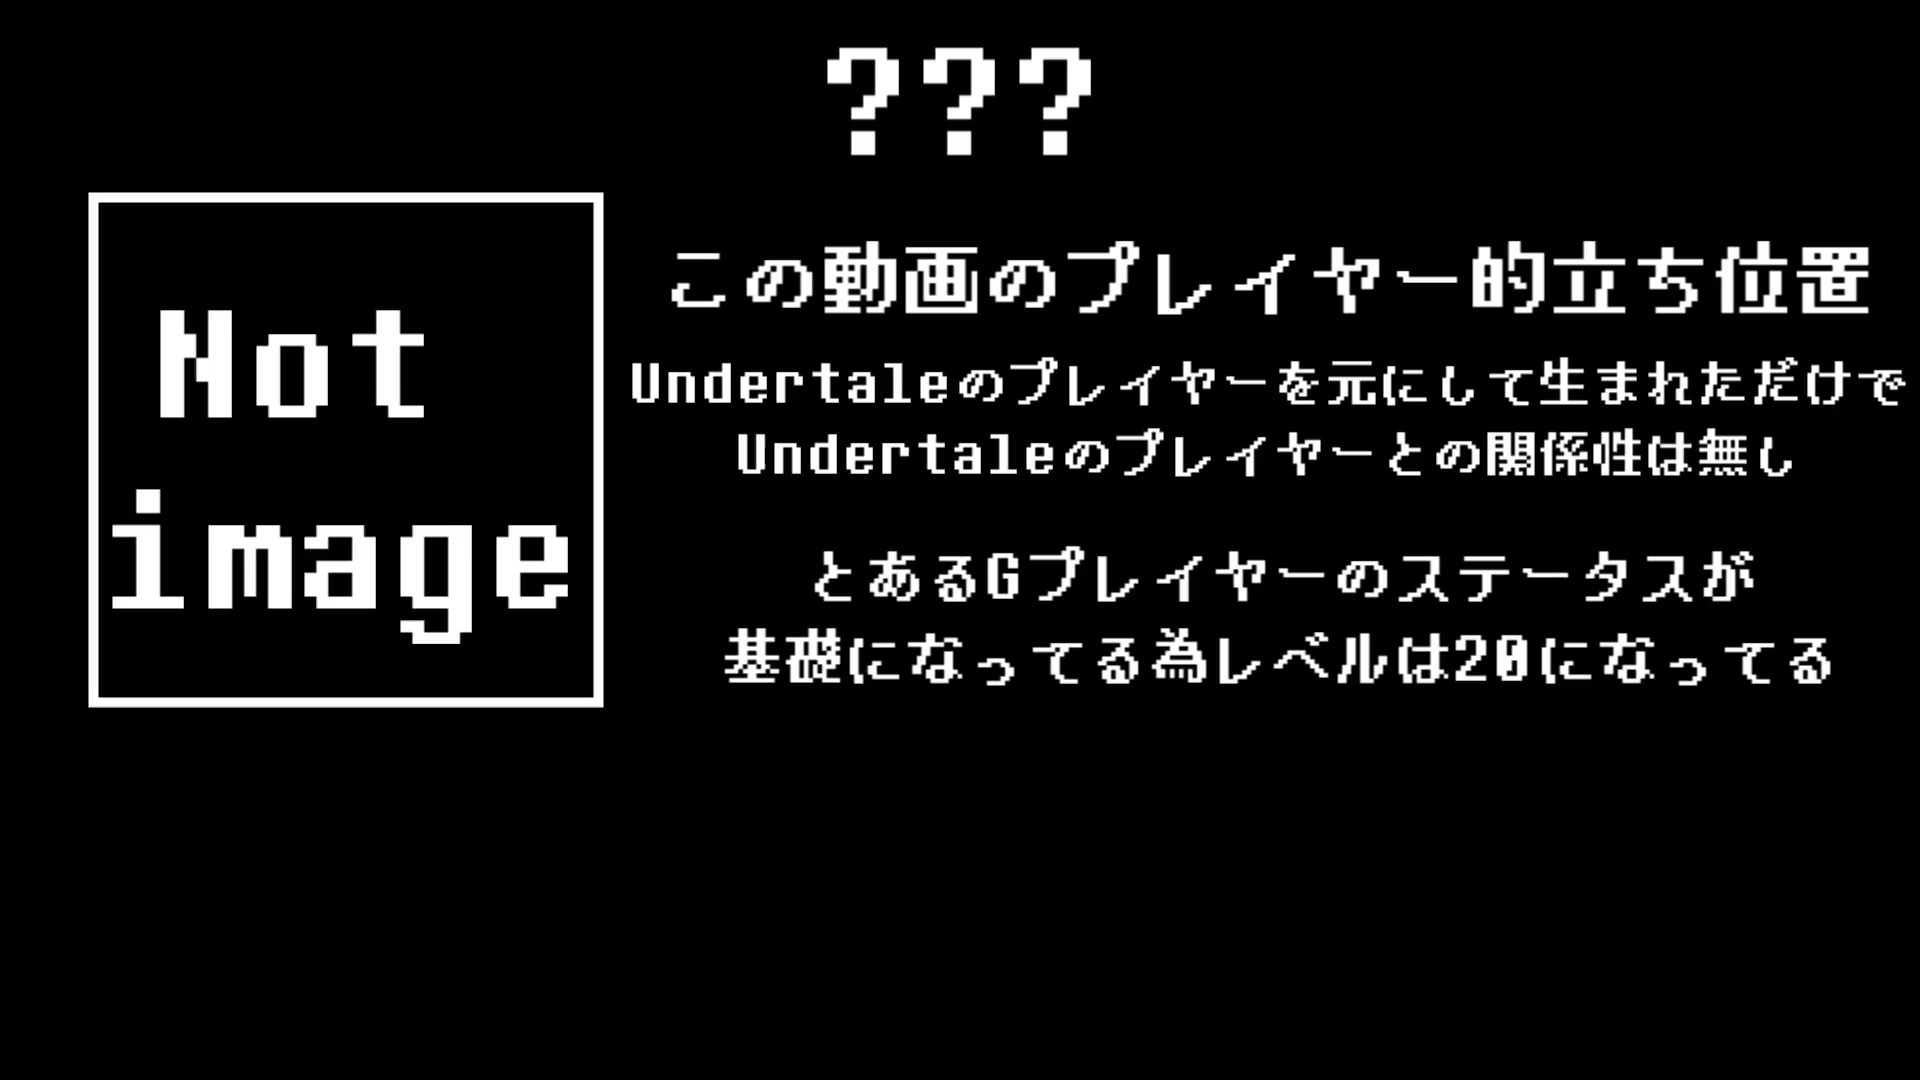 ???
Not
image
この動画のプレイヤー的立ち位置
Undertaleのプレイヤーを元にして生まれただけで
Undertaleのプレイヤーとの関係性は無し
とあるGプレイヤーのステータスが
基礎になってる為レベルは20になってる